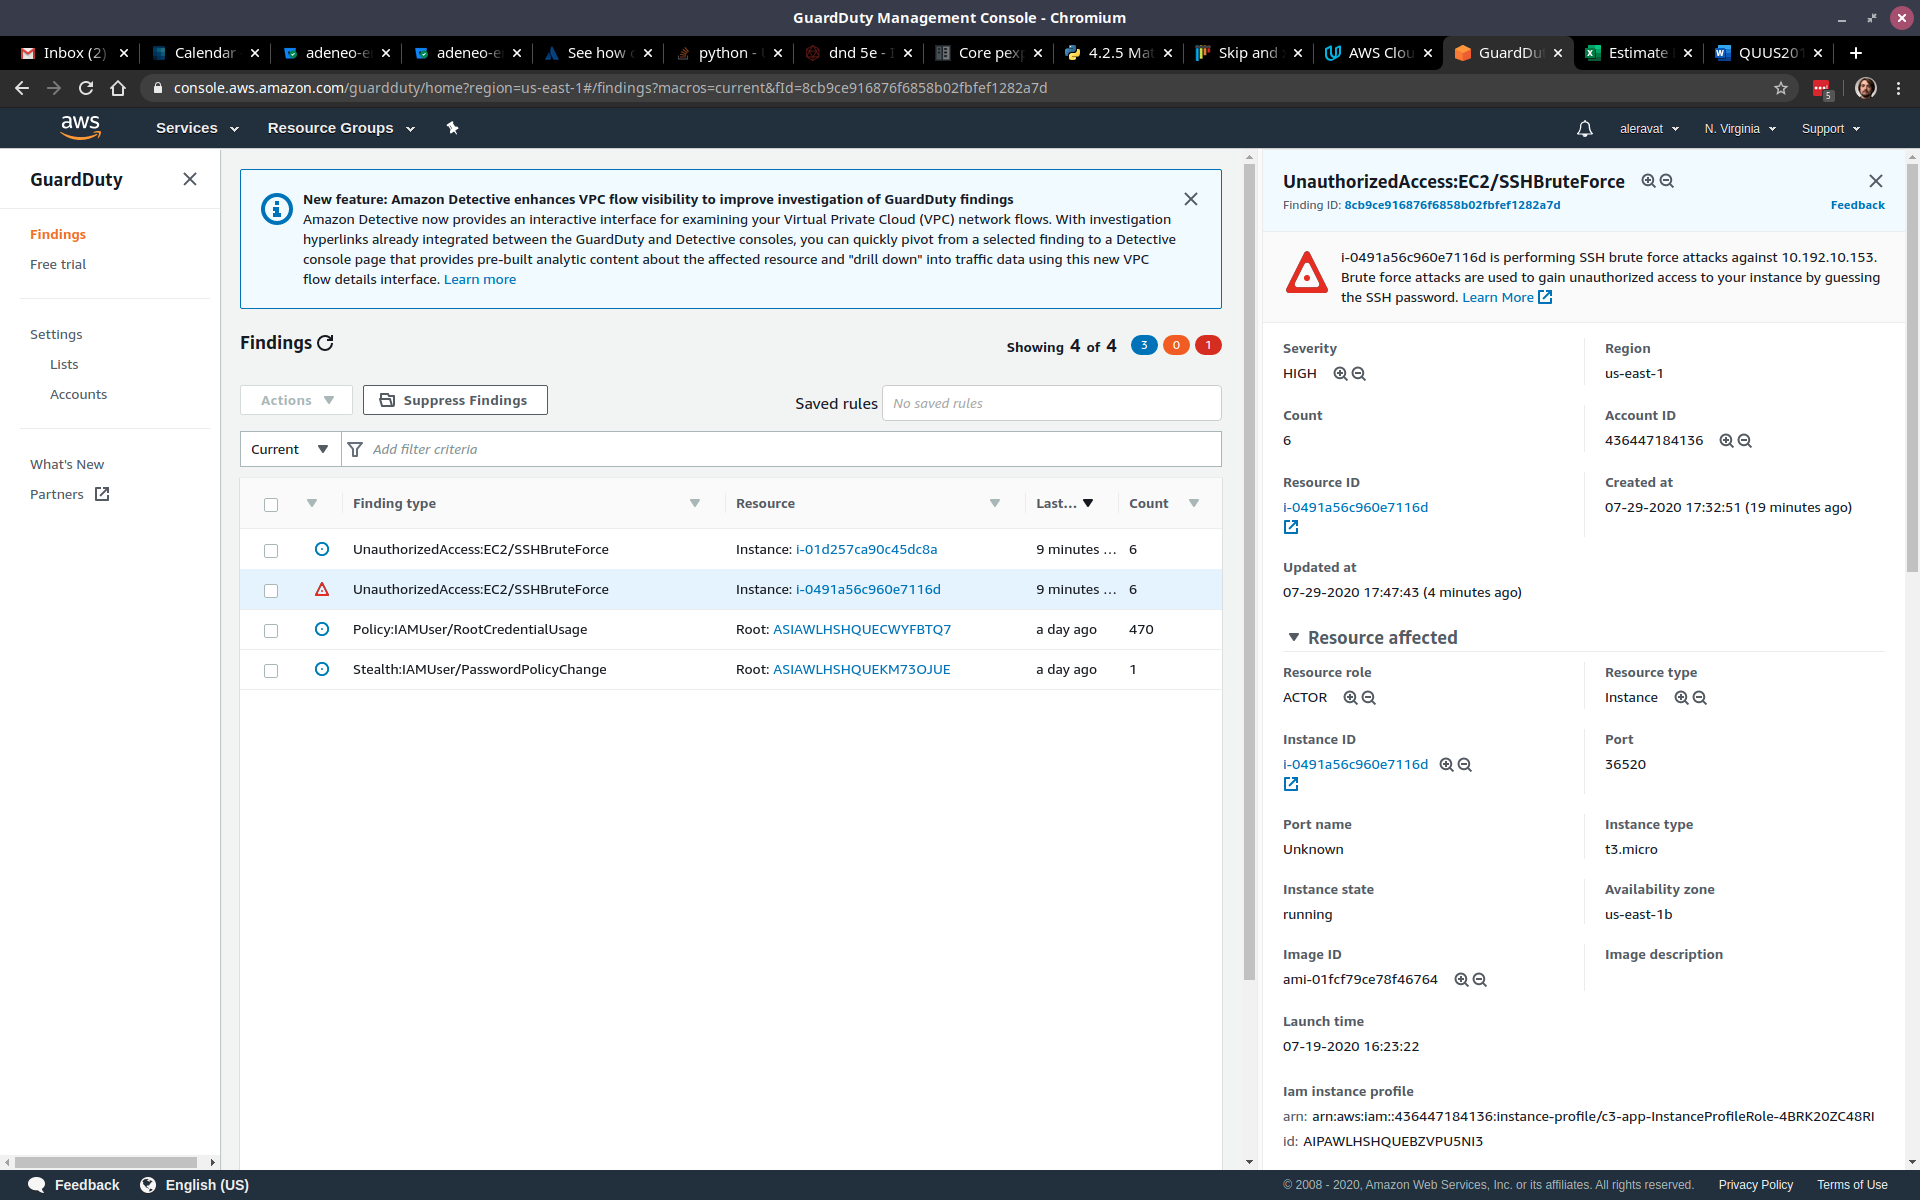 GuardDuty Management Console - Chromium
Inbox (2)
Calendar
adeneo-e
adeneo-e
See how
python -
dnd 5e -
Core pex
4.2.5 Ma
Skip and
AWS Clou
GuardDu
Estimate
QUUS20
console.aws.amazon.com/guardduty/home?region=us-east-1#/findings?macros=current&fId=8cb9ce916876f6858b02fbfef1282a7d
5
aws
Services
Resource Groups
aleravat
N. Virginia
Support
GuardDuty
Findings
Free trial
Settings
Lists
Accounts
What's New
Partners
New feature: Amazon Detective enhances VPC flow visibility to improve investigation of GuardDuty findings
Amazon Detective now provides an interactive interface for examining your Virtual Private Cloud (VPC) network flows. With investigation
hyperlinks already integrated between the GuardDuty and Detective consoles, you can quickly pivot from a selected finding to a Detective
console page that provides pre-built analytic content about the affected resource and "drill down" into traffic data using this new VPC
flow details interface. Learn more
Findings
Showing 4 of 4 3 0 1
Actions
Suppress Findings
Saved rules
No saved rules
Current
Add filter criteria
Finding type Resource Last... Count
UnauthorizedAccess:EC2/SSHBruteForce Instance: i-01d257ca90c45dc8a 9 minutes ... 6
UnauthorizedAccess:EC2/SSHBruteForce Instance: i-0491a56c960e7116d 9 minutes ... 6
Policy:IAMUser/RootCredentialUsage Root: ASIAWLHSHQUECWYFBTQ7 a day ago 470
Stealth:IAMUser/PasswordPolicyChange Root: ASIAWLHSHQUEKM73OJUE a day ago 1
UnauthorizedAccess:EC2/SSHBruteForce
Finding ID: 8cb9ce916876f6858b02fbfef1282a7d
Feedback
i-0491a56c960e7116d is performing SSH brute force attacks against 10.192.10.153.
Brute force attacks are used to gain unauthorized access to your instance by guessing
the SSH password. Learn More
Severity
HIGH
Region
us-east-1
Count
6
Account ID
436447184136
Resource ID
i-0491a56c960e7116d
Created at
07-29-2020 17:32:51 (19 minutes ago)
Updated at
07-29-2020 17:47:43 (4 minutes ago)
Resource affected
Resource role
ACTOR
Resource type
Instance
Instance ID
i-0491a56c960e7116d
Port
36520
Port name
Unknown
Instance type
t3.micro
Instance state
running
Availability zone
us-east-1b
Image ID
ami-01fcf79ce78f46764
Image description
Launch time
07-19-2020 16:23:22
Iam instance profile
arn: arn:aws:iam::436447184136:instance-profile/c3-app-InstanceProfileRole-4BRK20ZC48RI
id: AIPAWLHSHQUEBZVPU5NI3
Feedback
English (US)
© 2008 - 2020, Amazon Web Services, Inc. or its affiliates. All rights reserved.
Privacy Policy
Terms of Use